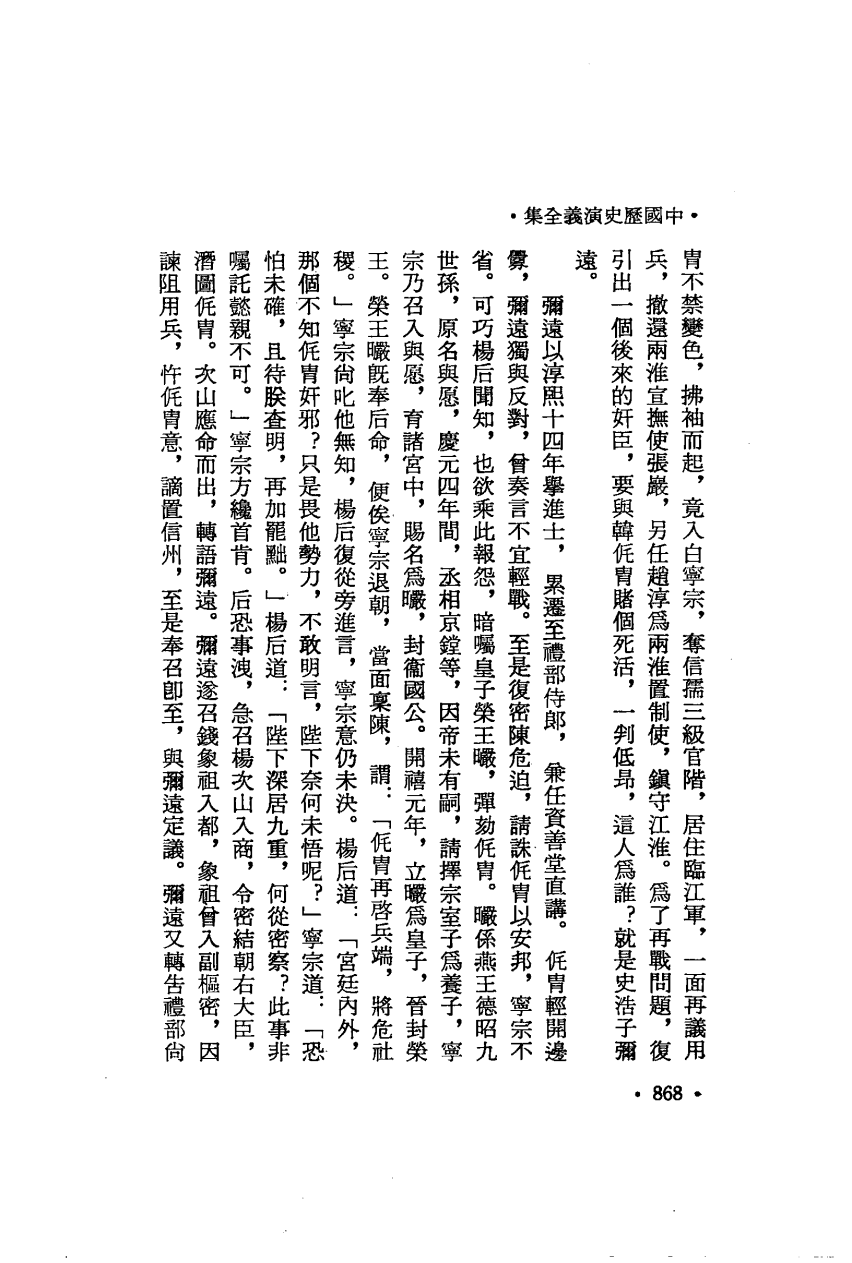 •中國歷史演義全集•
冑不禁變色，拂袖而起，竟入白寧宗，奪信孺三級官階，居住臨江軍，一面再議用
兵，撤還兩淮宣撫使張巖，另任趙淳爲兩淮置制使，鎭守江淮。爲了再戰問題，復
引出一個後來的奸臣，要與韓侂冑賭個死活，一判低昻，這人爲誰？就是史浩子彌
遠。
彌遠以淳熙十四年擧進士，累遷至禮部侍郎，兼任資善堂直講。侂冑輕開邊
釁，彌遠獨與反對，曾奏言不宜輕戰。至是復密陳危迫，請誅侂冑以安邦，寧宗不
省。可巧楊后聞知，也欲乘此報怨，暗囑皇子榮王曮，彈劾侂冑。曮係燕王德昭九
世孫，原名與愿，慶元四年間，丞相京鏜等，因帝未有嗣，請擇宗室子爲養子，寧
宗乃召入與愿，育諸宮中，賜名爲曮，封衞國公。開禧元年，立曮爲皇子，晉封榮
王。榮王曮旣奉后命，便俟寧宗退朝，當面稟陳，謂：「侂冑再啓兵端，將危社
稷。」寧宗尙叱他無知，楊后復從旁進言，寧宗意仍未決。楊后道：「宮廷內外，
那個不知侂冑奸邪？只是畏他勢力，不敢明言，陛下奈何未悟呢？」寧宗道：「恐
怕未確，且待朕查明，再加罷黜。」楊后道：「陛下深居九重，何從密察？此事非
囑託懿親不可。」寧宗方纔首肯。后恐事洩，急召楊次山入商，令密結朝右大臣，
潛圖侂冑。次山應命而出，轉語彌遠。彌遠遂召錢象祖入都，象祖曾入副樞密，因
諫阻用兵，忤侂冑意，謫置信州，至是奉召卽至，與彌遠定議。彌遠又轉告禮部尙
•868•